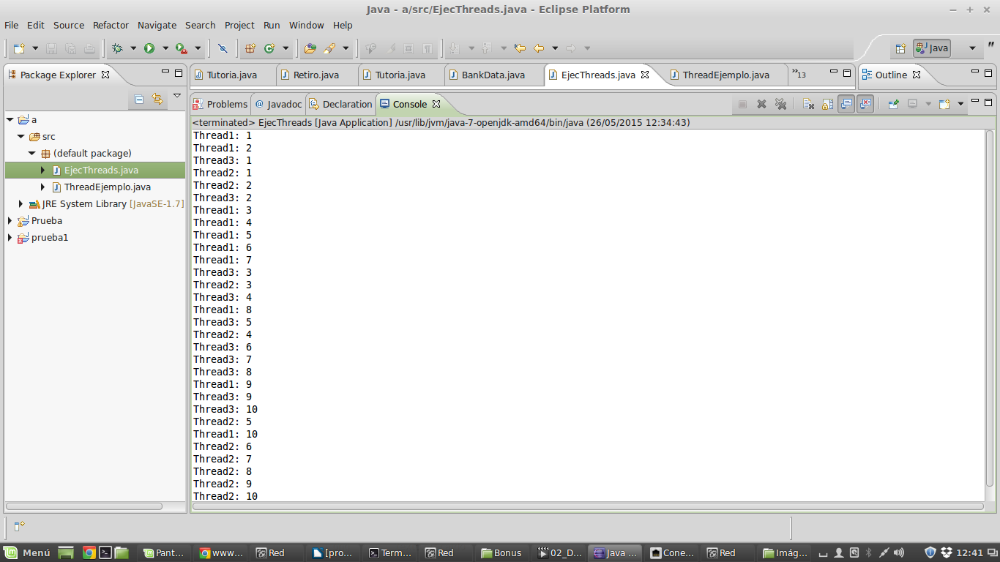 Java - a/src/EjecThreads.java - Eclipse Platform
File Edit Source Refactor Navigate Search Project Run Window Help
Java
"
Package Explorer
Tutoria.java Retiro.java Tutoria.java BankData.java EjecThreads.java ThreadEjemplo.java »13
Outline
Problems @ Javadoc Declaration Console
a
src
(default package)
EjecThreads.java
ThreadEjemplo.java
JRE System Library [JavaSE-1.7]
Prueba
prueba1
<terminated> EjecThreads [Java Application] /usr/lib/jvm/java-7-openjdk-amd64/bin/java (26/05/2015 12:34:43)
Thread1: 1
Thread1: 2
Thread3: 1
Thread2: 1
Thread2: 2
Thread3: 2
Thread1: 3
Thread1: 4
Thread1: 5
Thread1: 6
Thread1: 7
Thread3: 3
Thread2: 3
Thread3: 4
Thread1: 8
Thread3: 5
Thread2: 4
Thread3: 6
Thread3: 7
Thread3: 8
Thread1: 9
Thread3: 9
Thread3: 10
Thread2: 5
Thread1: 10
Thread2: 6
Thread2: 7
Thread2: 8
Thread2: 9
Thread2: 10
Menú Pant... www... Red [pro... Term... Red Bonus 02_D... Java ... Cone... Red Imág... 12:41